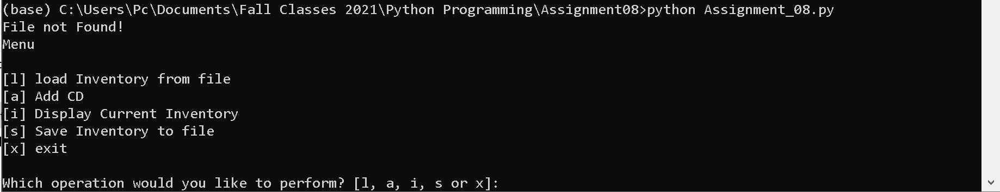 (base) C:\Users\Pc\Documents\Fall Classes 2021\Python Programming\Assignment08>python Assignment_08.py
File not Found!
Menu
[l] load Inventory from file
[a] Add CD
[i] Display Current Inventory
[s] Save Inventory to file
[x] exit
Which operation would you like to perform? [l, a, i, s or x]: